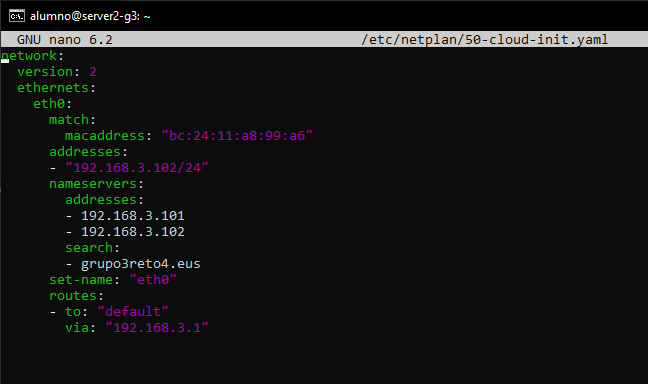 alumno@server2-g3: ~
GNU nano 6.2 /etc/netplan/50-cloud-init.yaml
network:
  version: 2
  ethernets:
    eth0:
      match:
        macaddress: "bc:24:11:a8:99:a6"
      addresses:
      - "192.168.3.102/24"
      nameservers:
        addresses:
        - 192.168.3.101
        - 192.168.3.102
        search:
        - grupo3reto4.eus
      set-name: "eth0"
      routes:
      - to: "default"
        via: "192.168.3.1"